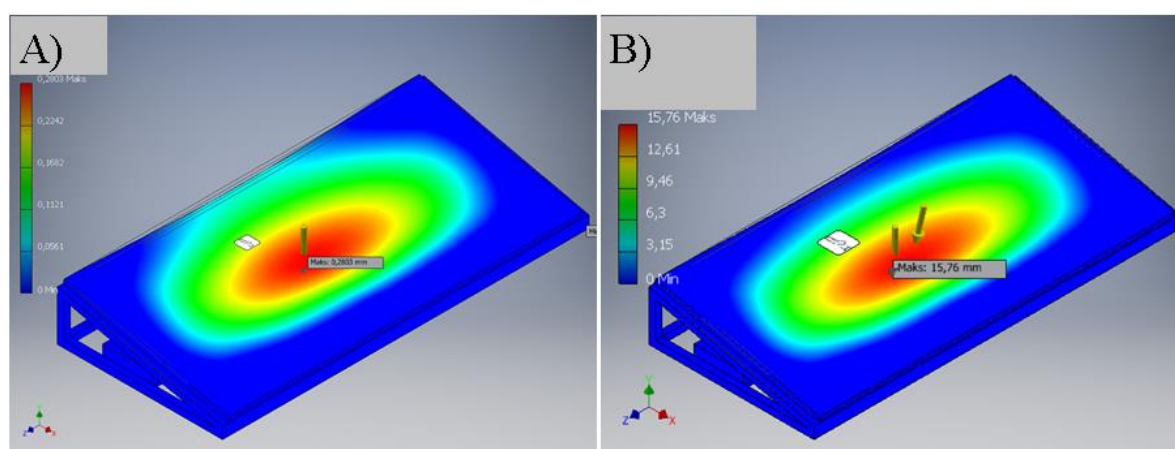 A)
0,2803 Maks
0,2242
0,1682
0,1121
0,0561
0 Min
Maks: 0,2803 mm
Y
Z
X
B)
15,76 Maks
12,61
9,46
6,3
3,15
0 Min
Maks: 15,76 mm
Y
Z
X